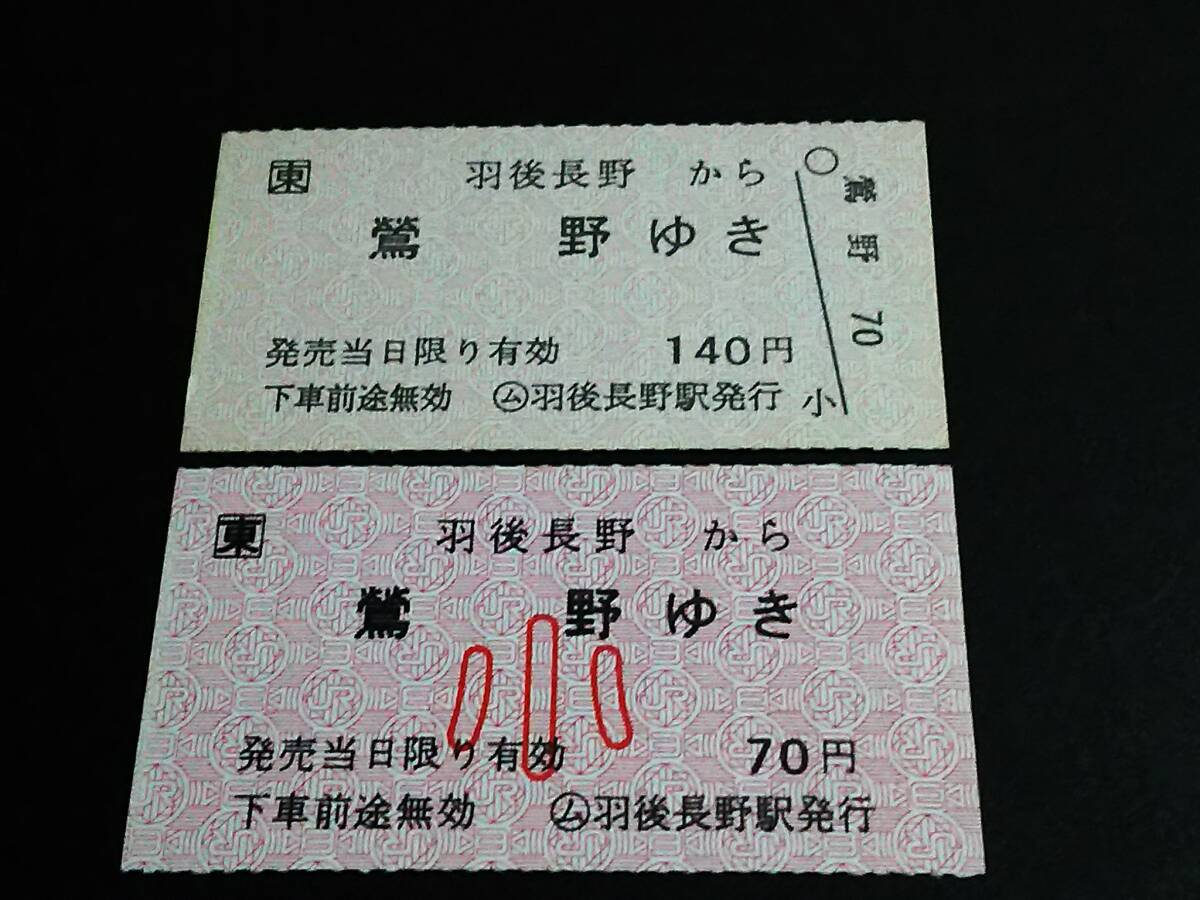 東 羽後長野 から
鶯 野 ゆき
発売当日限り有効 140円
下車前途無効 ム羽後長野駅発行 小
鶯野 70
東 羽後長野 から
鶯 野 ゆき
小
発売当日限り有効 70円
下車前途無効 ム羽後長野駅発行